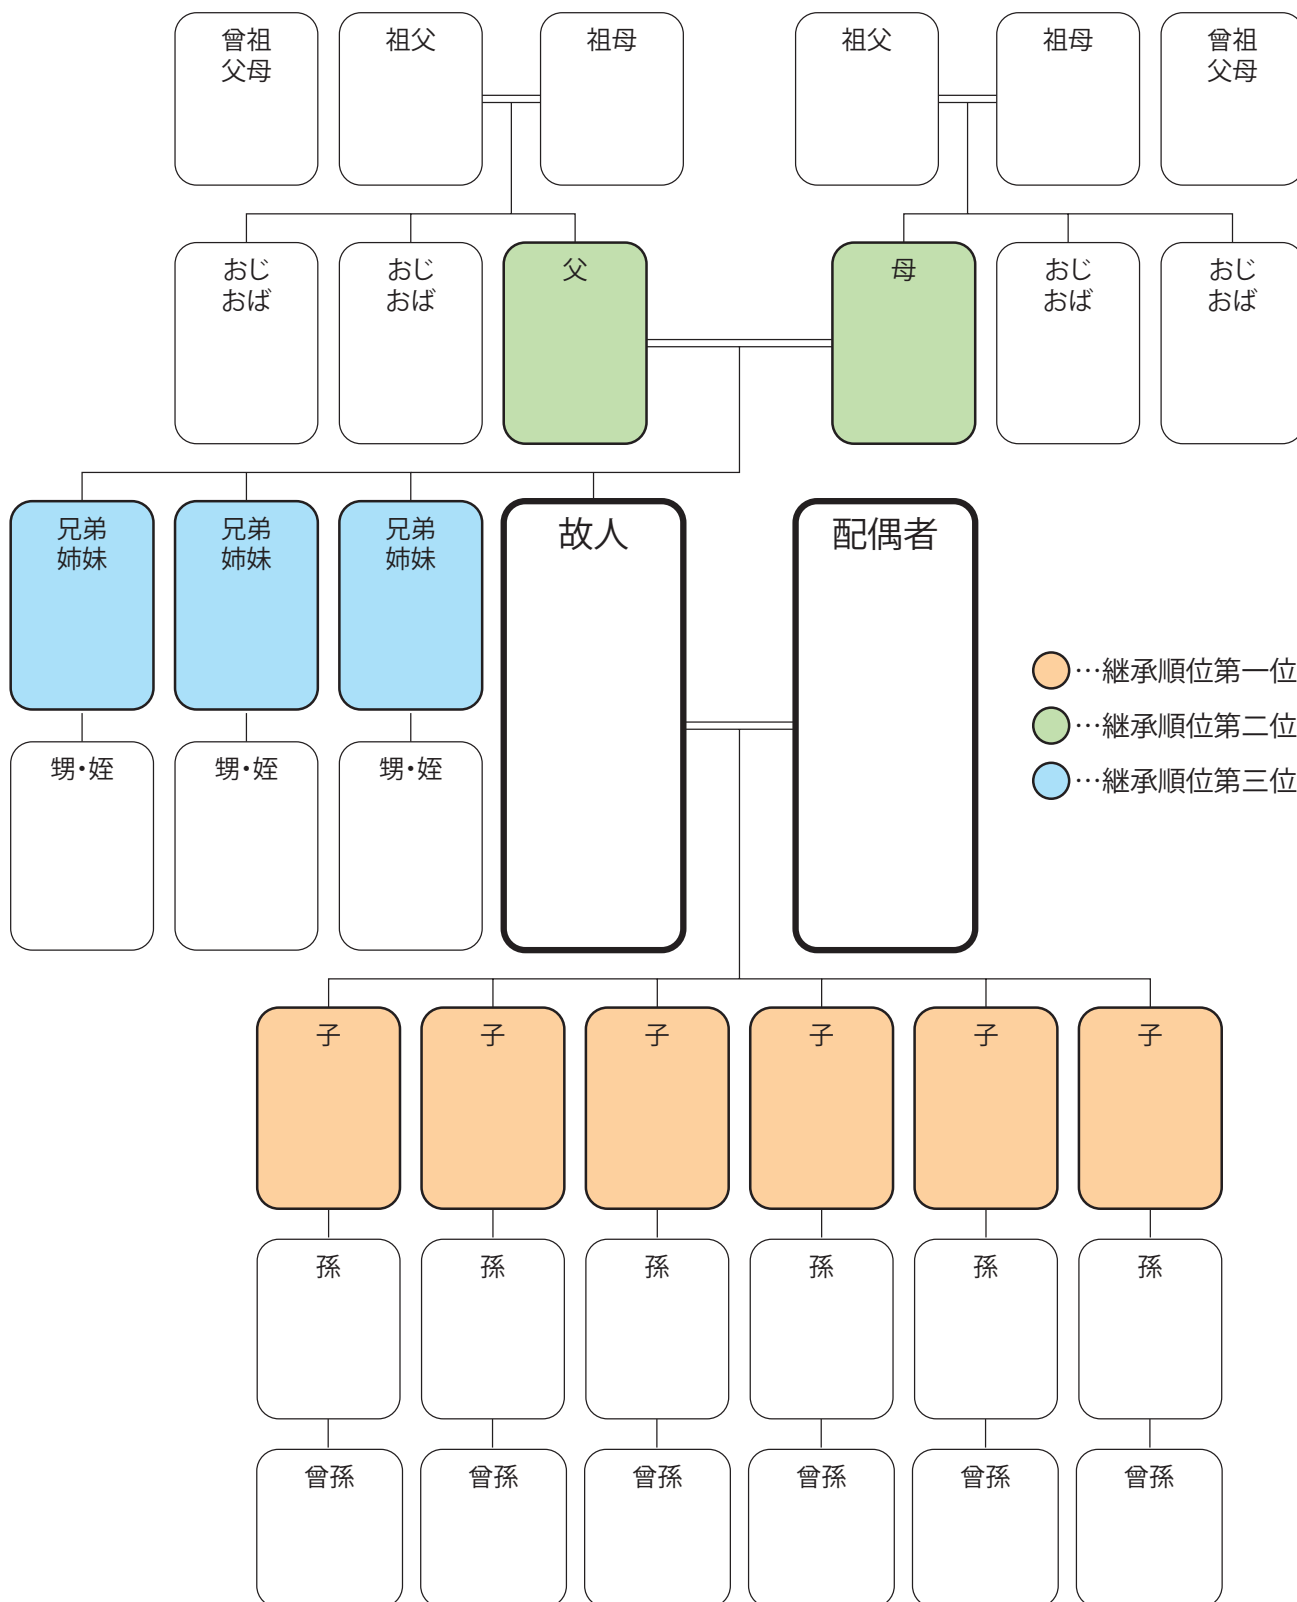 曾祖
父母
祖父
祖母
祖父
祖母
曾祖
父母
おじ
おば
おじ
おば
父
母
おじ
おば
おじ
おば
兄弟
姉妹
兄弟
姉妹
兄弟
姉妹
故人
配偶者
…継承順位第一位
…継承順位第二位
…継承順位第三位
甥・姪
甥・姪
甥・姪
子
子
子
子
子
子
孫
孫
孫
孫
孫
孫
曾孫
曾孫
曾孫
曾孫
曾孫
曾孫